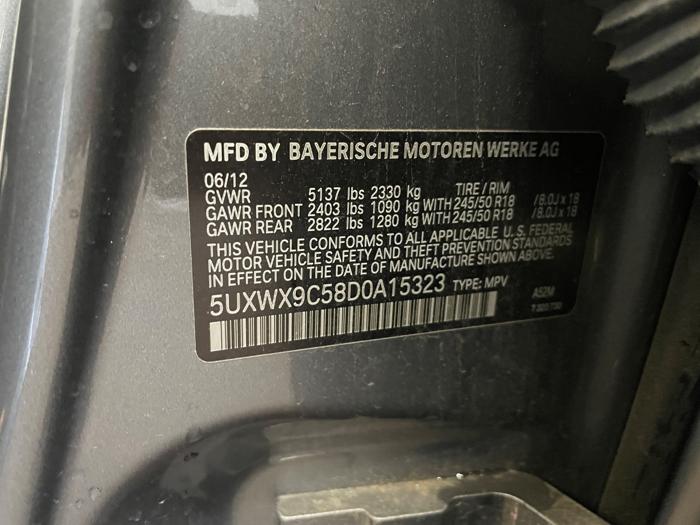 MFD BY BAYERISCHE MOTOREN WERKE AG
06/12
GVWR 5137 lbs 2330 kg TIRE / RIM
GAWR FRONT 2403 lbs 1090 kg WITH 245/50 R18 / 8.0J x 18
GAWR REAR 2822 lbs 1280 kg WITH 245/50 R18 / 8.0J x 18
THIS VEHICLE CONFORMS TO ALL APPLICABLE U.S. FEDERAL
MOTOR VEHICLE SAFETY AND THEFT PREVENTION STANDARDS
IN EFFECT ON THE DATE OF MANUFACTURE SHOWN ABOVE.
5UXWX9C58D0A15323 TYPE: MPV A52M